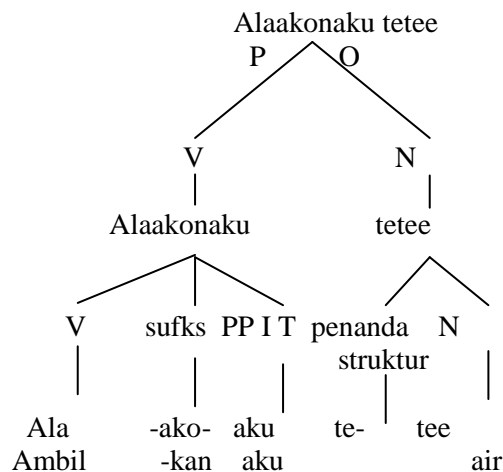 Alaakonaku tetee
P O
V N
Alaakonaku tetee
V sufks PP I T penanda N
struktur
Ala -ako- aku te- tee
Ambil -kan aku air